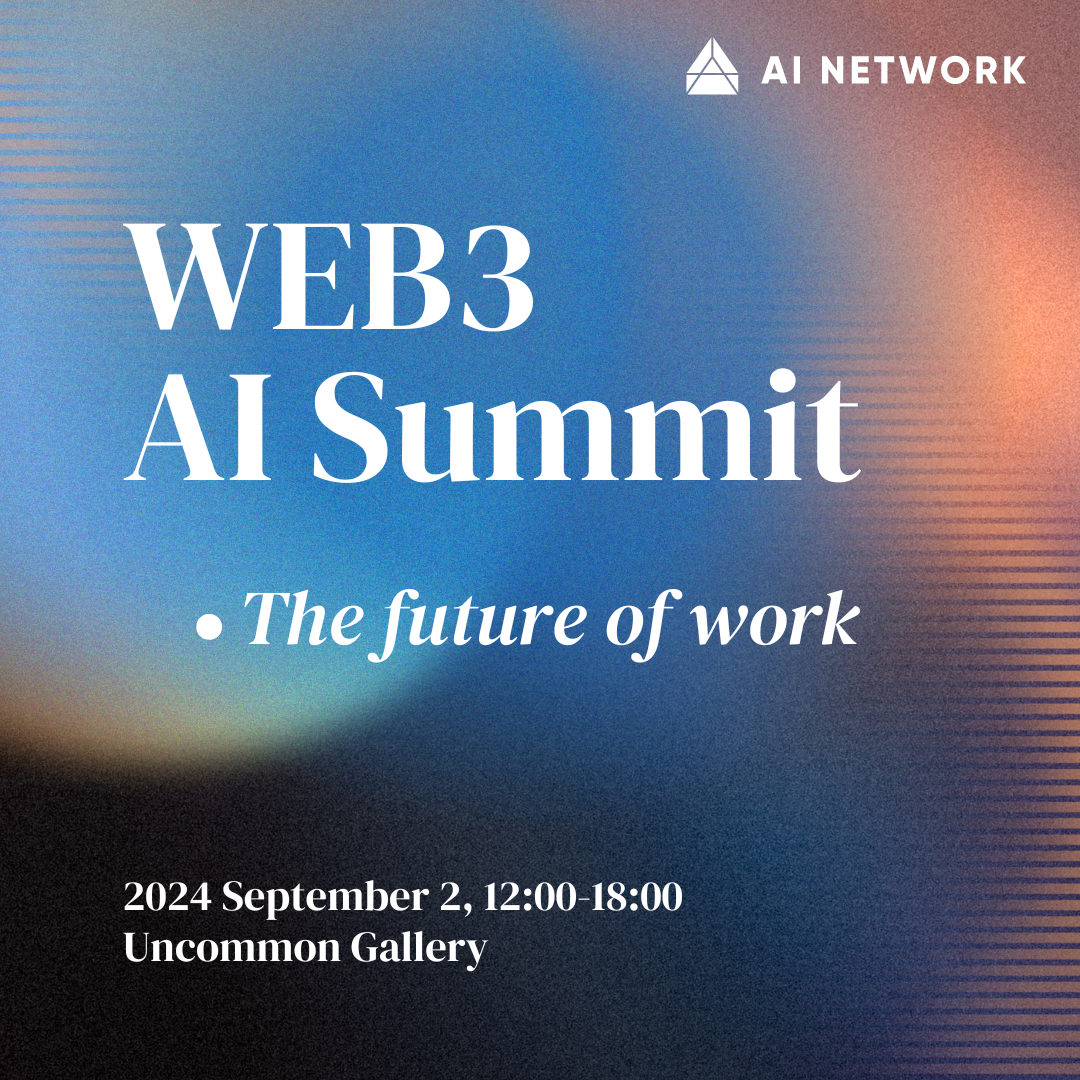 AI NETWORK
WEB3
AI Summit
• The future of work
2024 September 2, 12:00-18:00
Uncommon Gallery